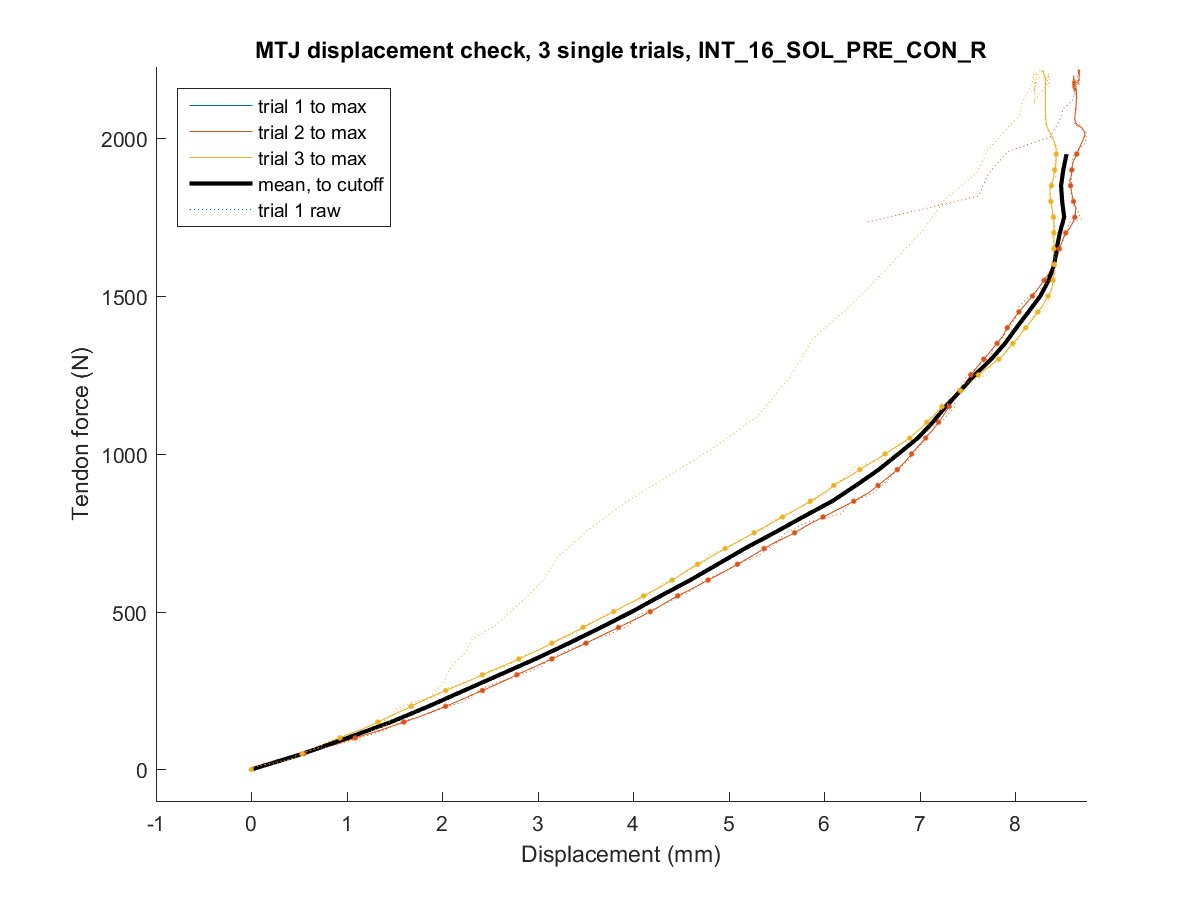 MTJ displacement check, 3 single trials, INT_16_SOL_PRE_CON_R
trial 1 to max
trial 2 to max
trial 3 to max
mean, to cutoff
trial 1 raw
2000
1500
1000
500
0
Tendon force (N)
-1 0 1 2 3 4 5 6 7 8
Displacement (mm)